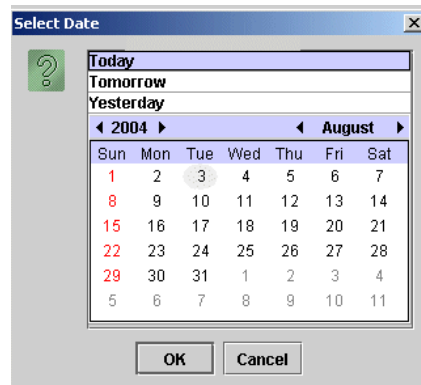 Select Date
Today
Tomorrow
Yesterday
2004 August
Sun Mon Tue Wed Thu Fri Sat
1 2 3 4 5 6 7
8 9 10 11 12 13 14
15 16 17 18 19 20 21
22 23 24 25 26 27 28
29 30 31 1 2 3 4
5 6 7 8 9 10 11
OK Cancel